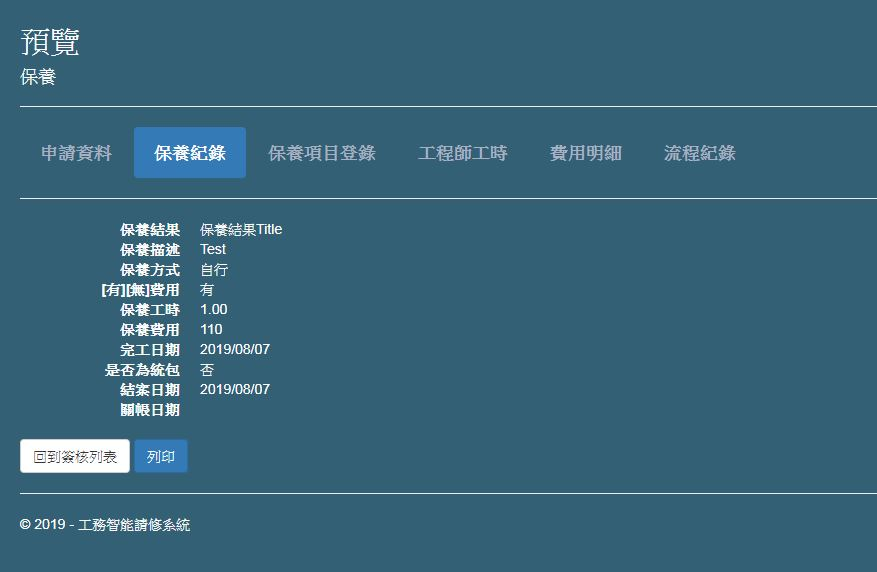 預覽
保養
申請資料 保養紀錄 保養項目登錄 工程師工時 費用明細 流程紀錄
保養結果 保養結果Title
保養描述 Test
保養方式 自行
[有][無]費用 有
保養工時 1.00
保養費用 110
完工日期 2019/08/07
是否為統包 否
結案日期 2019/08/07
關帳日期
回到簽核列表 列印
© 2019 - 工務智能請修系統